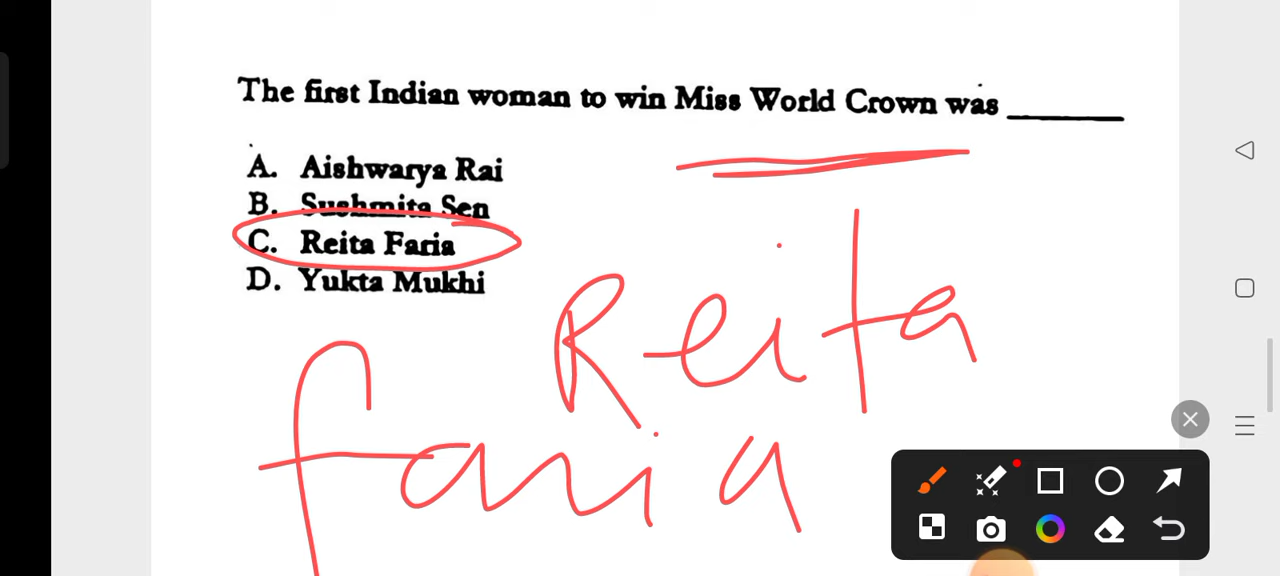 The first Indian woman to win Miss World Crown was ________
A. Aishwarya Rai
B. Sushmita Sen
C. Reita Faria
D. Yukta Mukhi
Reita
faria